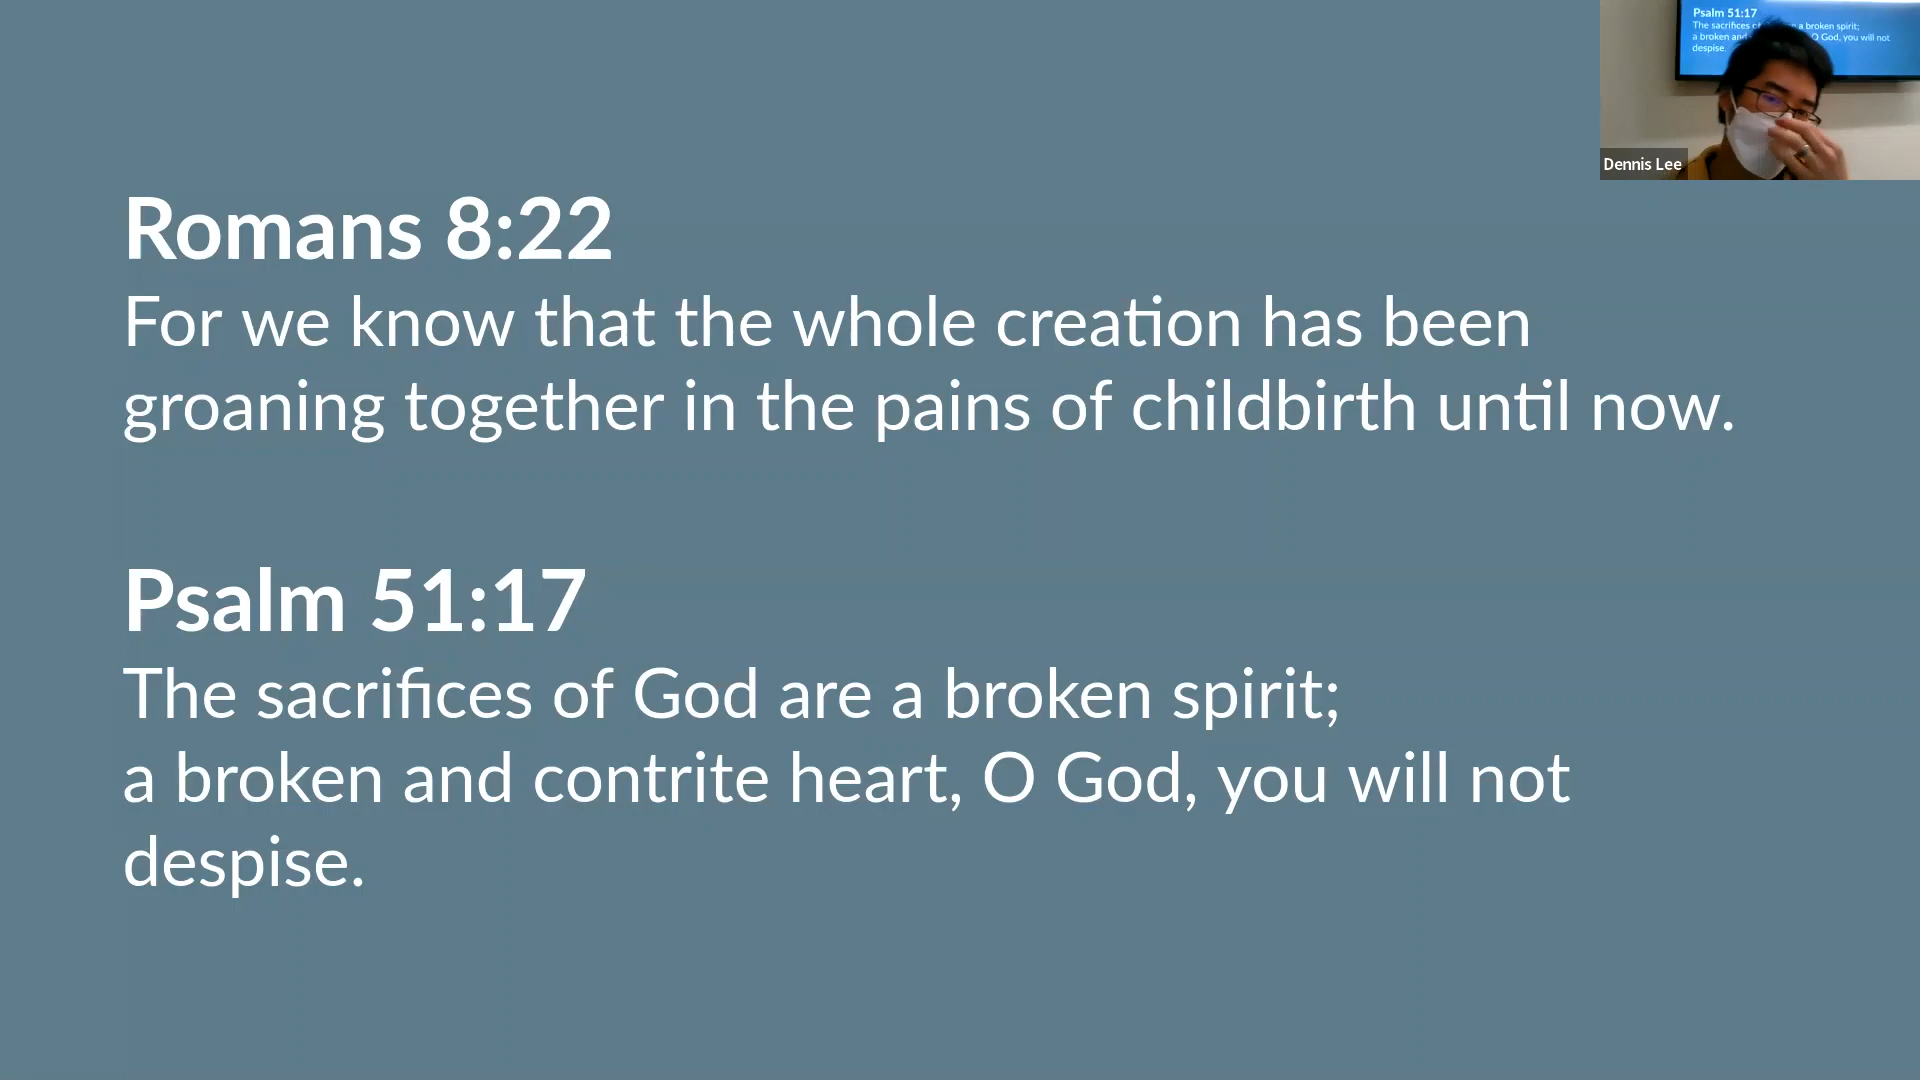 Romans 8:22
For we know that the whole creation has been
groaning together in the pains of childbirth until now.
Psalm 51:17
The sacrifices of God are a broken spirit;
a broken and contrite heart, O God, you will not
despise.
Psalm 51:17
The sacrifices a broken spirit;
a broken and O God, you will not
despise.
Dennis Lee